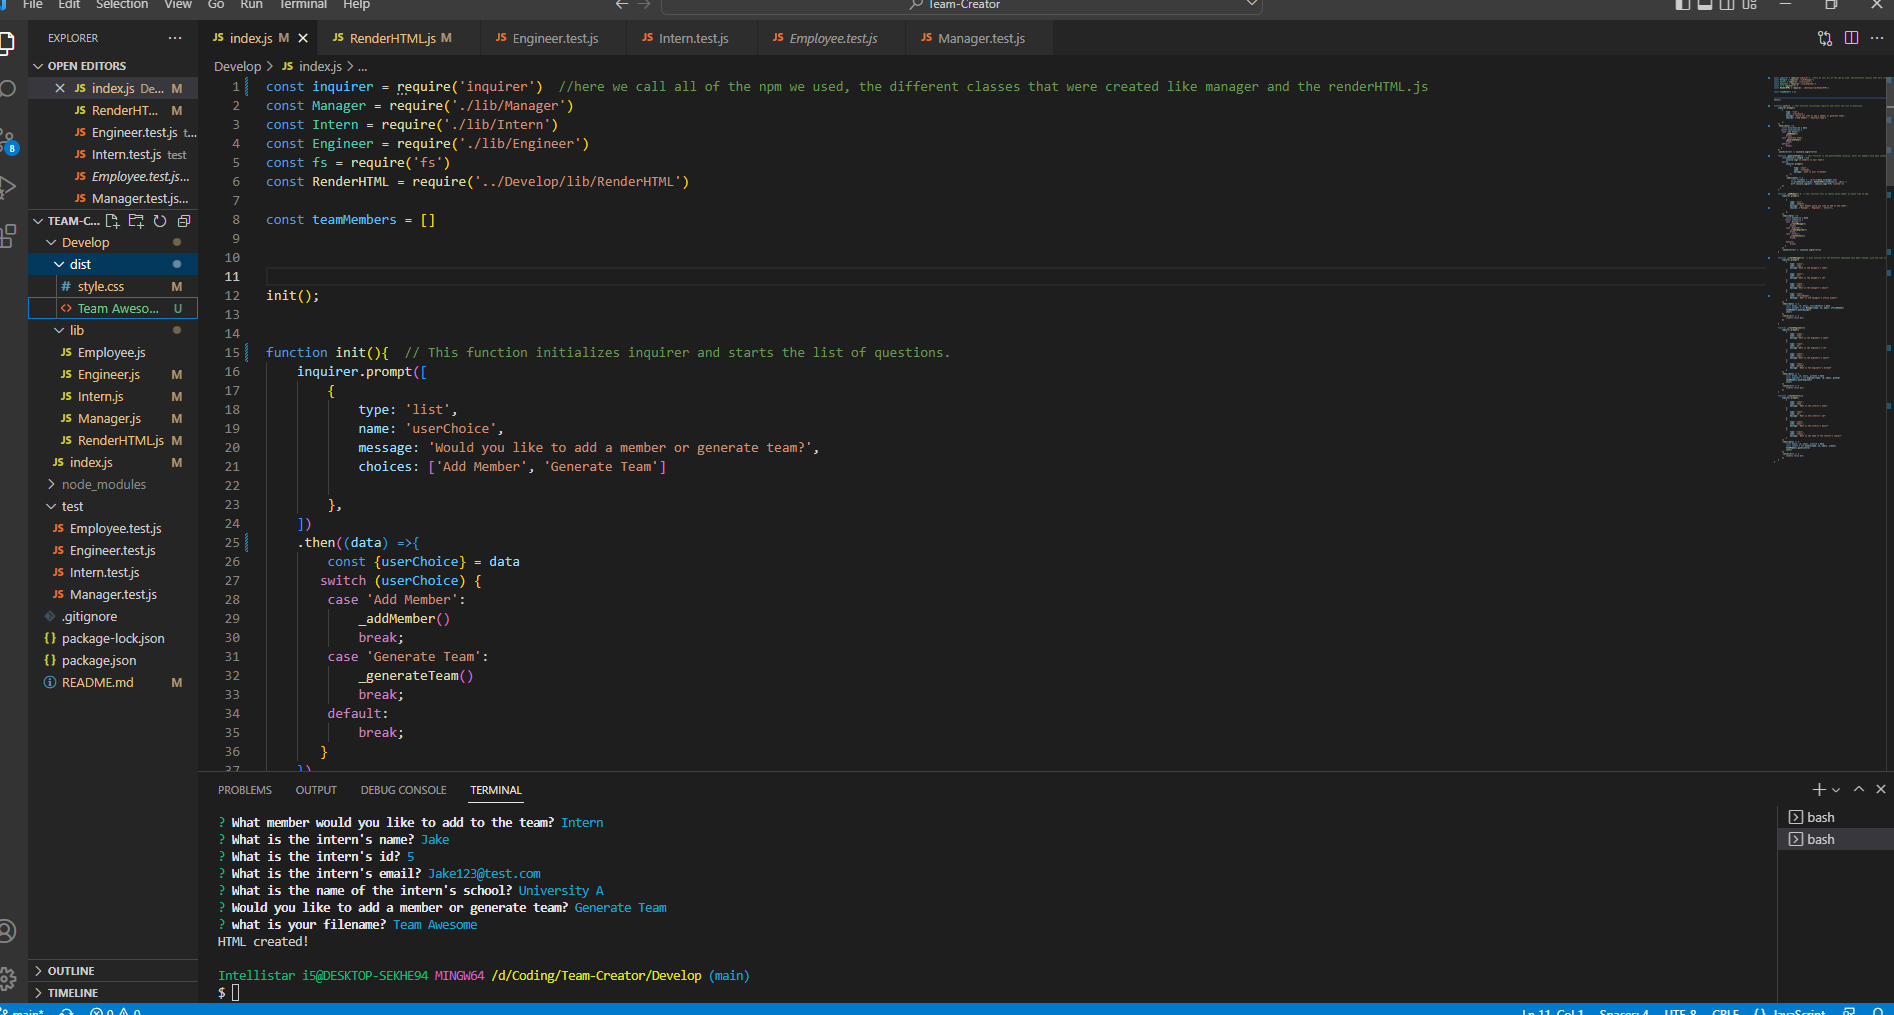 File Edit Selection View Go Run Terminal Help
Team-Creator
EXPLORER
OPEN EDITORS
JS index.js De... M
JS RenderHT... M
JS Engineer.test.js t...
JS Intern.test.js test
JS Employee.test.js...
JS Manager.test.js...
TEAM-C...
Develop
dist
# style.css M
<> Team Aweso... U
lib
JS Employee.js
JS Engineer.js M
JS Intern.js M
JS Manager.js M
JS RenderHTML.js M
JS index.js M
node_modules
test
JS Employee.test.js
JS Engineer.test.js
JS Intern.test.js
JS Manager.test.js
.gitignore
{} package-lock.json
{} package.json
README.md M
OUTLINE
TIMELINE
8
JS index.js M JS RenderHTML.js M JS Engineer.test.js JS Intern.test.js JS Employee.test.js JS Manager.test.js
Develop > JS index.js > ...
1 const inquirer = require('inquirer')  //here we call all of the npm we used, the different classes that were created like manager and the renderHTML.js
2 const Manager = require('./lib/Manager')
3 const Intern = require('./lib/Intern')
4 const Engineer = require('./lib/Engineer')
5 const fs = require('fs')
6 const RenderHTML = require('../Develop/lib/RenderHTML')
7
8 const teamMembers = []
9
10
11
12 init();
13
14
15 function init(){  // This function initializes inquirer and starts the list of questions.
16 inquirer.prompt([
17 {
18 type: 'list',
19 name: 'userChoice',
20 message: 'Would you like to add a member or generate team?',
21 choices: ['Add Member', 'Generate Team']
22
23 },
24 ])
25 .then((data) =>{
26 const {userChoice} = data
27 switch (userChoice) {
28 case 'Add Member':
29 _addMember()
30 break;
31 case 'Generate Team':
32 _generateTeam()
33 break;
34 default:
35 break;
36 }
37 })
PROBLEMS OUTPUT DEBUG CONSOLE TERMINAL
? What member would you like to add to the team? Intern
? What is the intern's name? Jake
? What is the intern's id? 5
? What is the intern's email? Jake123@test.com
? What is the name of the intern's school? University A
? Would you like to add a member or generate team? Generate Team
? what is your filename? Team Awesome
HTML created!
Intellistar i5@DESKTOP-SEKHE94 MINGW64 /d/Coding/Team-Creator/Develop (main)
$
bash
bash
main* 0 0 Ln 11, Col 1 Spaces: 4 UTF-8 CRLF {} JavaScript